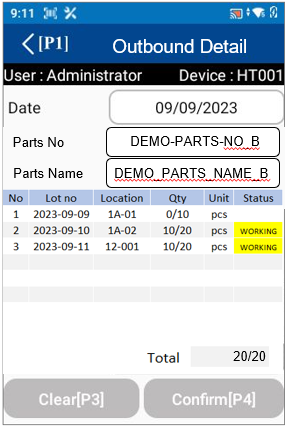 9:11
[P1] Outbound Detail
User : Administrator Device : HT001
Date 09/09/2023
Parts No DEMO-PARTS-NO_B
Parts Name DEMO_PARTS_NAME_B
No Lot no Location Qty Unit Status
1 2023-09-09 1A-01 0/10 pcs
2 2023-09-10 1A-02 10/20 pcs WORKING
3 2023-09-11 12-001 10/20 pcs WORKING
Total 20/20
Clear[P3] Confirm[P4]